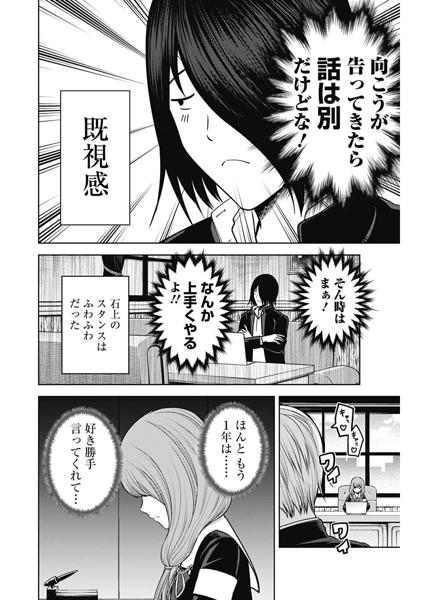 向こうが
告ってきたら
話は別
だけどな！
既視感
そん時は
まぁ！
なんか
上手くやる
よ！！
石上の
スタンスは
ふわふわ
だった
キャッ♡
キャッ♡
ワイ
ワイ
ほんと もう
1年は……
好き勝手
言ってくれて…